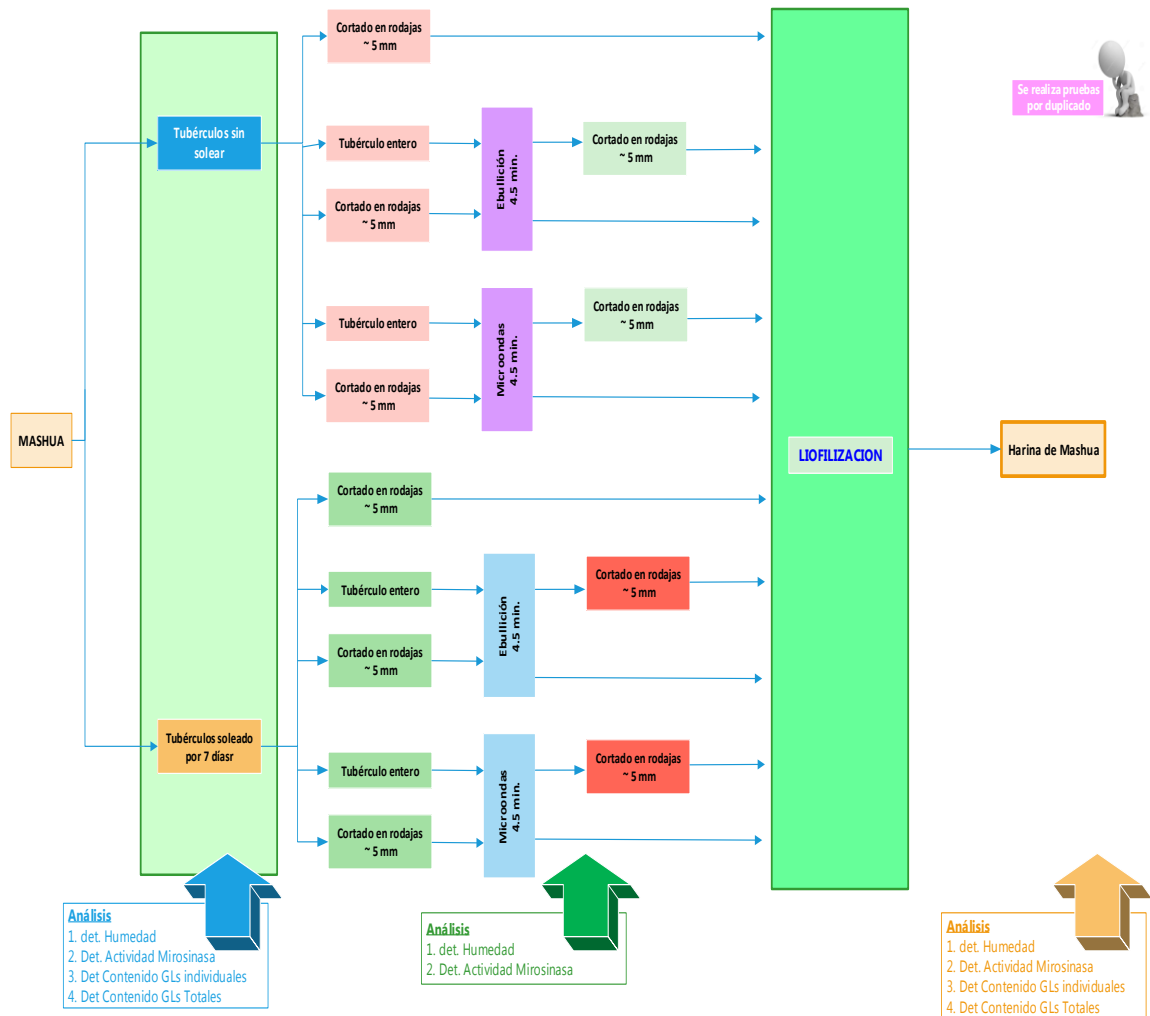 Cortado en rodajas
~ 5 mm
Se realiza pruebas
por duplicado
Tubérculos sin
solear
Tubérculo entero
Ebullición
4.5 min.
Cortado en rodajas
~ 5 mm
Cortado en rodajas
~ 5 mm
Tubérculo entero
Microondas
4.5 min.
Cortado en rodajas
~ 5 mm
Cortado en rodajas
~ 5 mm
MASHUA
LIOFILIZACION
Harina de Mashua
Cortado en rodajas
~ 5 mm
Tubérculo entero
Ebullición
4.5 min.
Cortado en rodajas
~ 5 mm
Cortado en rodajas
~ 5 mm
Tubérculos soleado
por 7 díasr
Tubérculo entero
Microondas
4.5 min.
Cortado en rodajas
~ 5 mm
Cortado en rodajas
~ 5 mm
Análisis
1. det. Humedad
2. Det. Actividad Mirosinasa
3. Det Contenido GLs individuales
4. Det Contenido GLs Totales
Análisis
1. det. Humedad
2. Det. Actividad Mirosinasa
Análisis
1. det. Humedad
2. Det. Actividad Mirosinasa
3. Det Contenido GLs individuales
4. Det Contenido GLs Totales